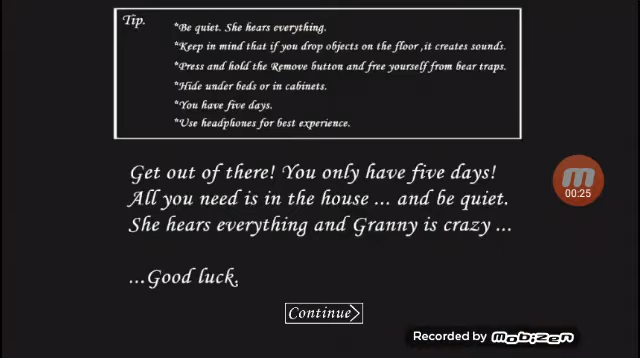 Tip.
*Be quiet. She hears everything.
*Keep in mind that if you drop objects on the floor ,it creates sounds.
*Press and hold the Remove button and free yourself from bear traps.
*Hide under beds or in cabinets.
*You have five days.
*Use headphones for best experience.
Get out of there! You only have five days!
All you need is in the house ... and be quiet.
She hears everything and Granny is crazy ...
...Good luck.
Continue
00:25
Recorded by mobizen